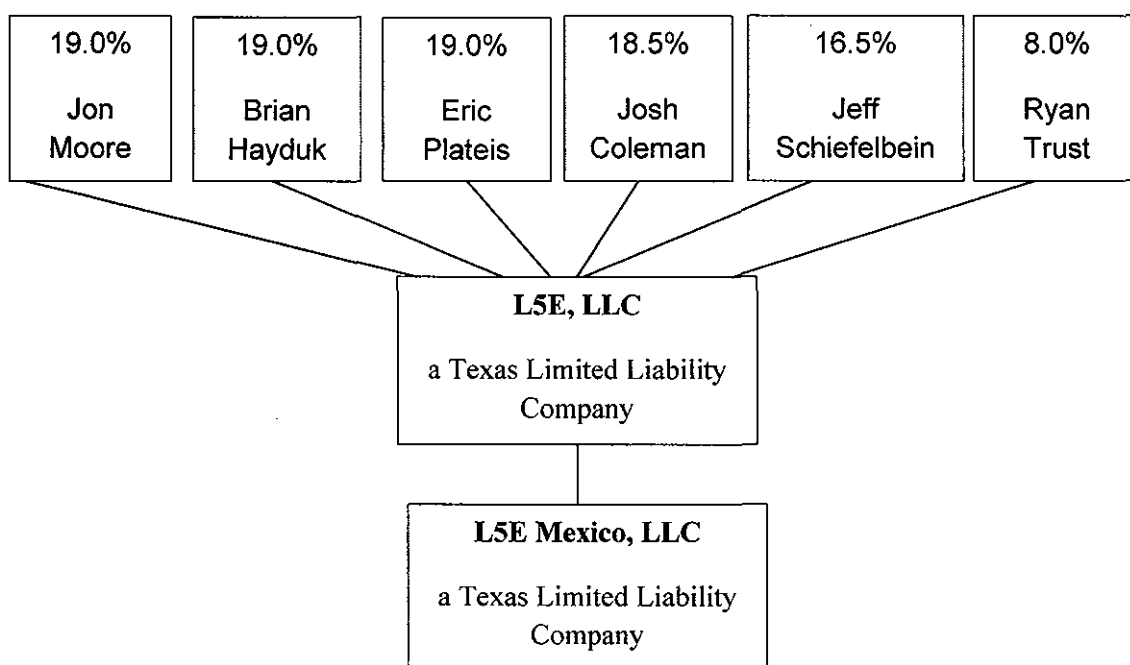 19.0%
Jon
Moore
19.0%
Brian
Hayduk
19.0%
Eric
Plateis
18.5%
Josh
Coleman
16.5%
Jeff
Schiefelbein
8.0%
Ryan
Trust
L5E, LLC
a Texas Limited Liability
Company
L5E Mexico, LLC
a Texas Limited Liability
Company